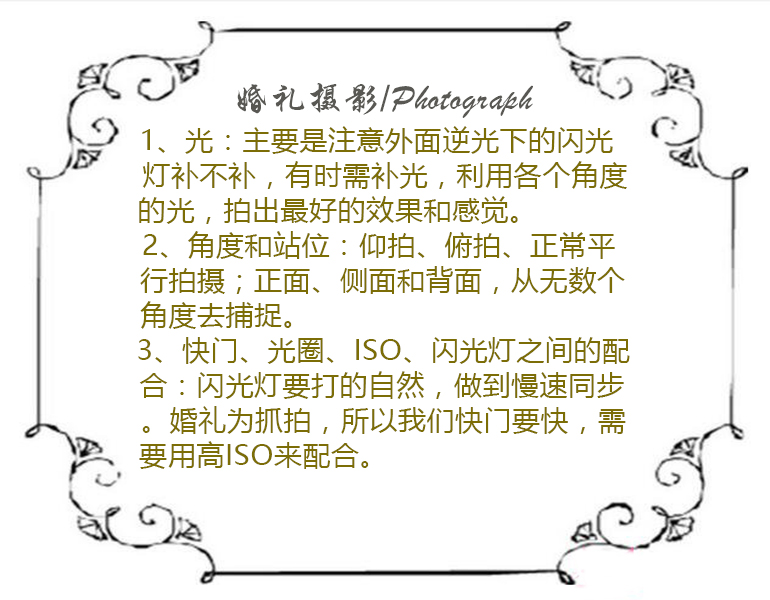 婚礼摄影/Photograph
1、光：主要是注意外面逆光下的闪光
灯补不补，有时需补光，利用各个角度
的光，拍出最好的效果和感觉。
2、角度和站位：仰拍、俯拍、正常平
行拍摄；正面、侧面和背面，从无数个
角度去捕捉。
3、快门、光圈、ISO、闪光灯之间的配
合：闪光灯要打的自然，做到慢速同步
。婚礼为抓拍，所以我们快门要快，需
要用高ISO来配合。